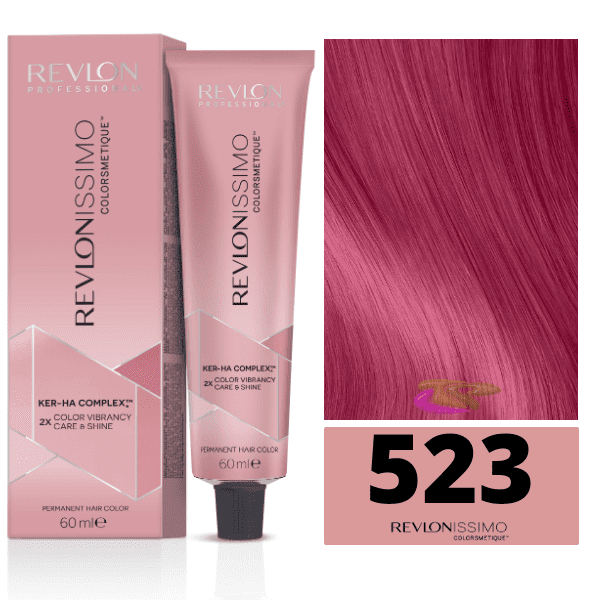 REVLON
PROFESSIONAL
REVLONISSIMO
COLORSMETIQUE™
KER-HA COMPLEX™
2X COLOR VIBRANCY
CARE & SHINE
PERMANENT HAIR COLOR
60 ml e
REVLON
PROFESSIONAL
REVLONISSIMO
COLORSMETIQUE™
KER-HA COMPLEX™
2X COLOR VIBRANCY
CARE & SHINE
PERMANENT HAIR COLOR
60 ml e
523
REVLONISSIMO
COLORSMETIQUE™